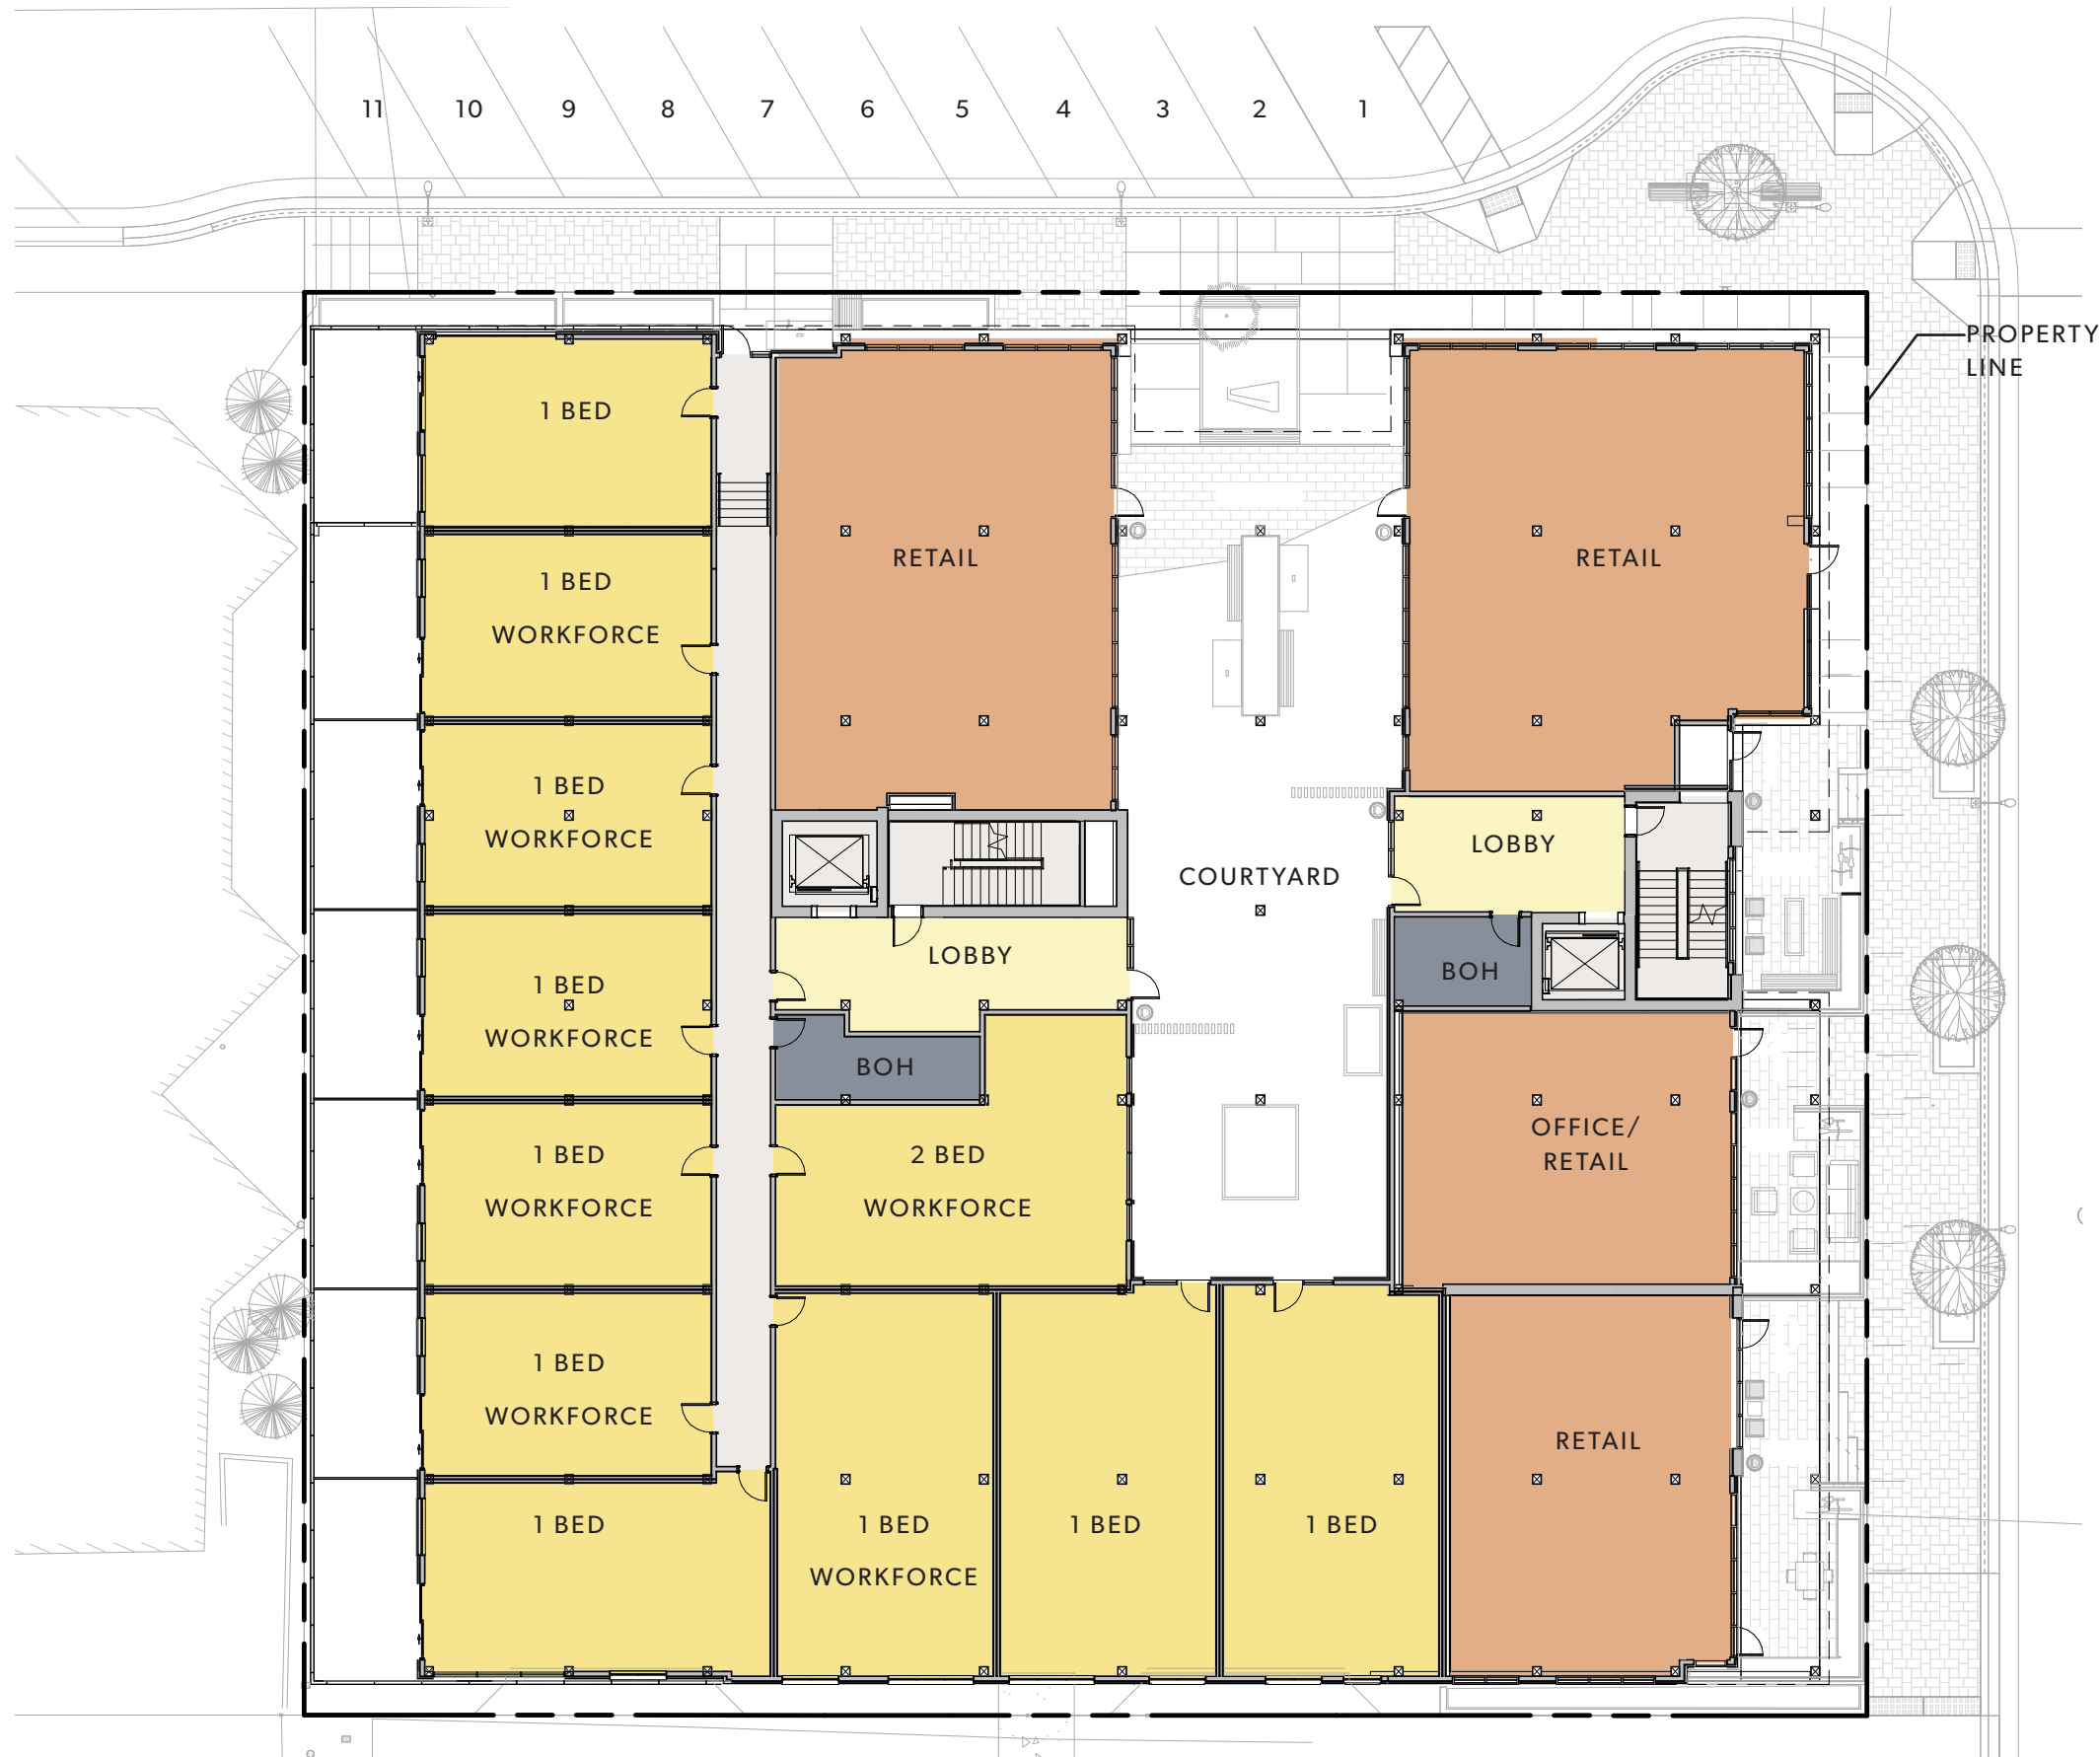 11 10 9 8 7 6 5 4 3 2 1
PROPERTY
LINE
1 BED
1 BED
WORKFORCE
RETAIL
RETAIL
1 BED
WORKFORCE
LOBBY
COURTYARD
LOBBY
BOH
1 BED
WORKFORCE
BOH
OFFICE/
RETAIL
1 BED
WORKFORCE
2 BED
WORKFORCE
1 BED
WORKFORCE
RETAIL
1 BED
1 BED
WORKFORCE
1 BED
1 BED